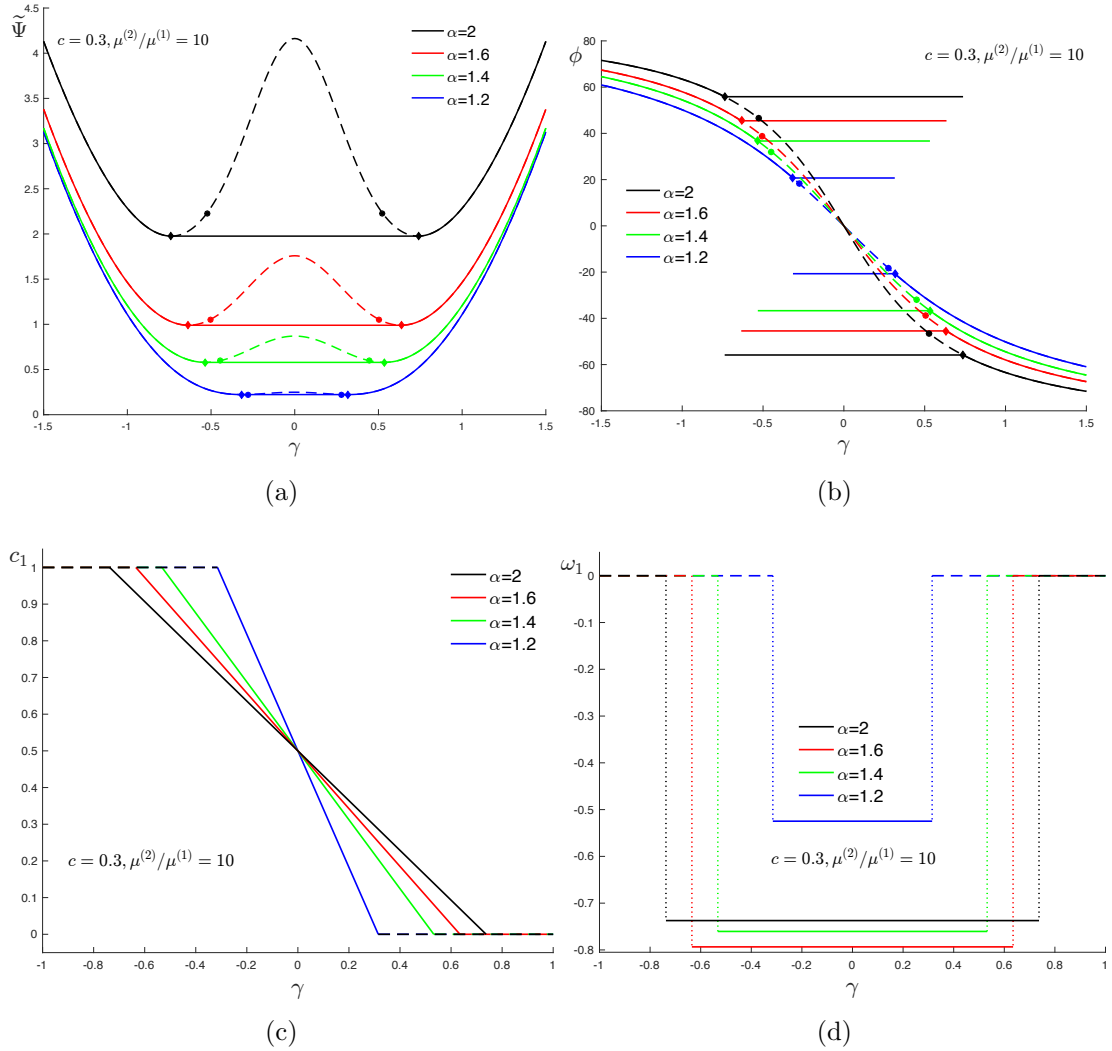 Ψ̃
c = 0.3, μ⁽²⁾/μ⁽¹⁾ = 10
α=2
α=1.6
α=1.4
α=1.2
4.5
4
3.5
3
2.5
2
1.5
1
0.5
0
-1.5 -1 -0.5 0 0.5 1 1.5
γ
(a)
ϕ
c = 0.3, μ⁽²⁾/μ⁽¹⁾ = 10
α=2
α=1.6
α=1.4
α=1.2
80
60
40
20
0
-20
-40
-60
-80
-1.5 -1 -0.5 0 0.5 1 1.5
γ
(b)
c₁
α=2
α=1.6
α=1.4
α=1.2
c = 0.3, μ⁽²⁾/μ⁽¹⁾ = 10
1
0.9
0.8
0.7
0.6
0.5
0.4
0.3
0.2
0.1
0
-1 -0.8 -0.6 -0.4 -0.2 0 0.2 0.4 0.6 0.8 1
γ
(c)
ω₁
α=2
α=1.6
α=1.4
α=1.2
c = 0.3, μ⁽²⁾/μ⁽¹⁾ = 10
0
-0.1
-0.2
-0.3
-0.4
-0.5
-0.6
-0.7
-0.8
-1 -0.8 -0.6 -0.4 -0.2 0 0.2 0.4 0.6 0.8 1
γ
(d)